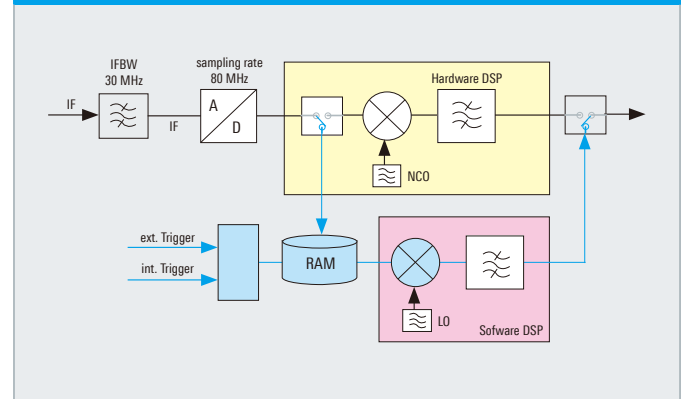 IFBW
30 MHz
sampling rate
80 MHz
Hardware DSP
IF
IF
A
D
NCO
ext. Trigger
int. Trigger
RAM
LO
Sofware DSP